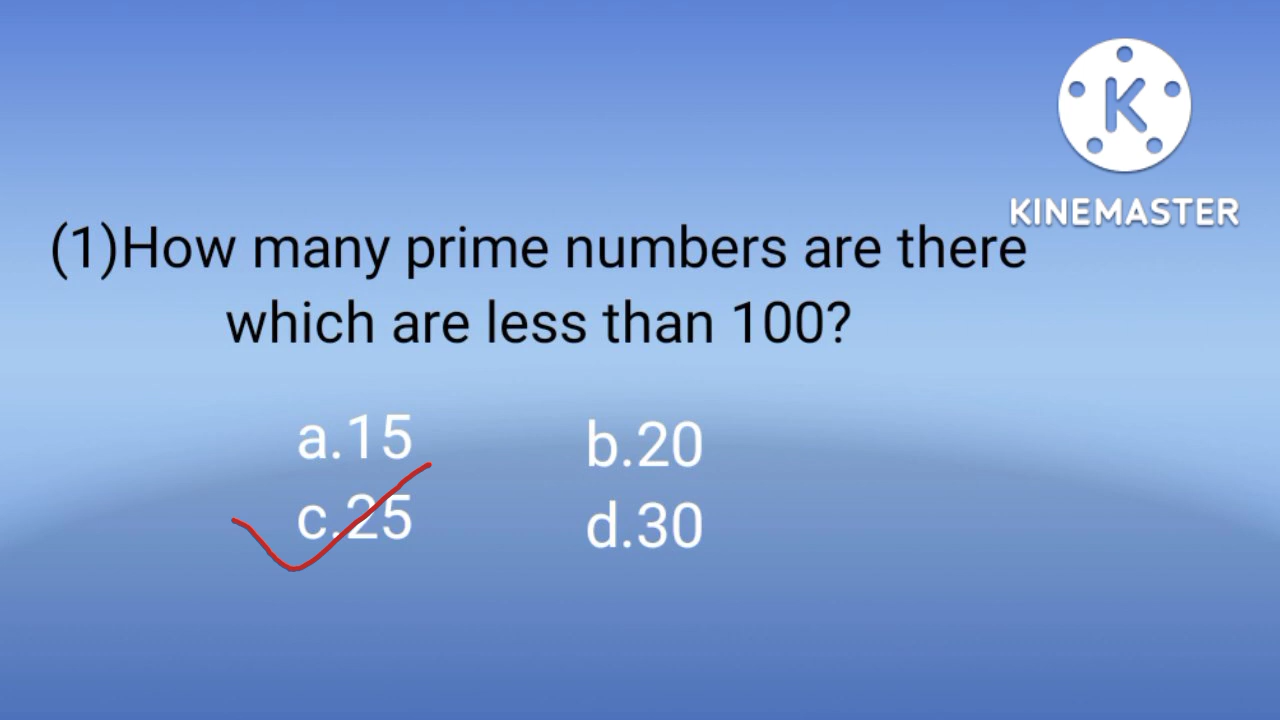 K
KINEMASTER
(1)How many prime numbers are there
which are less than 100?
a.15 b.20
c.25 d.30